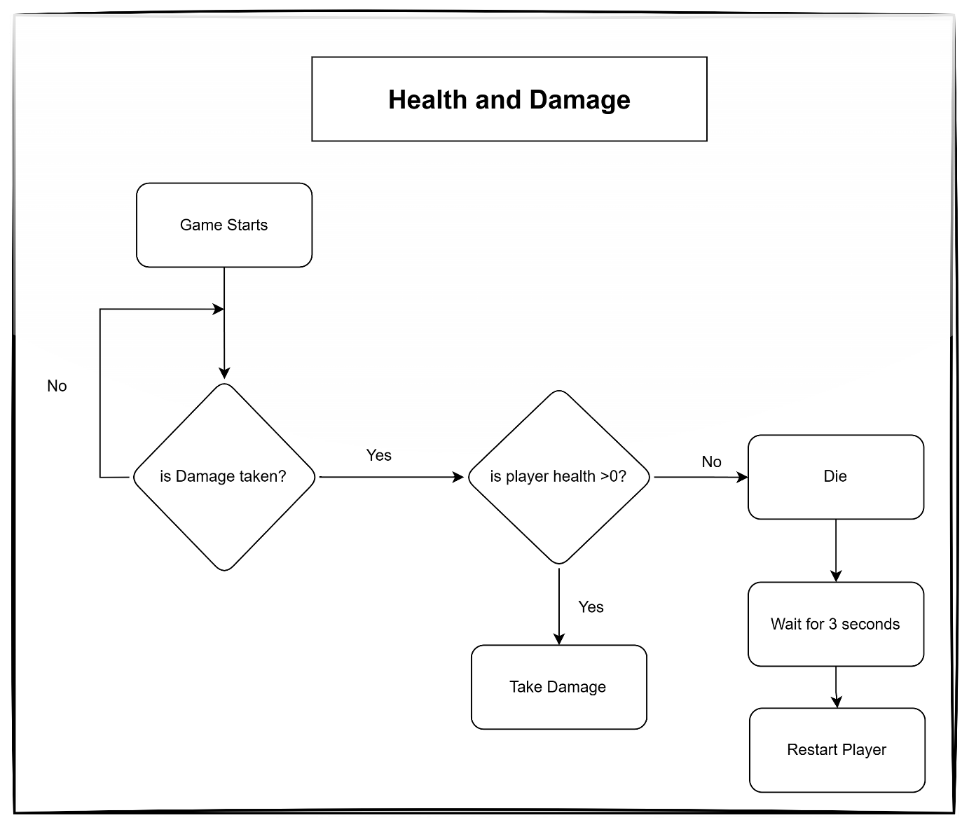 Health and Damage
Game Starts
No
is Damage taken?
Yes
is player health >0?
No
Die
Yes
Take Damage
Wait for 3 seconds
Restart Player